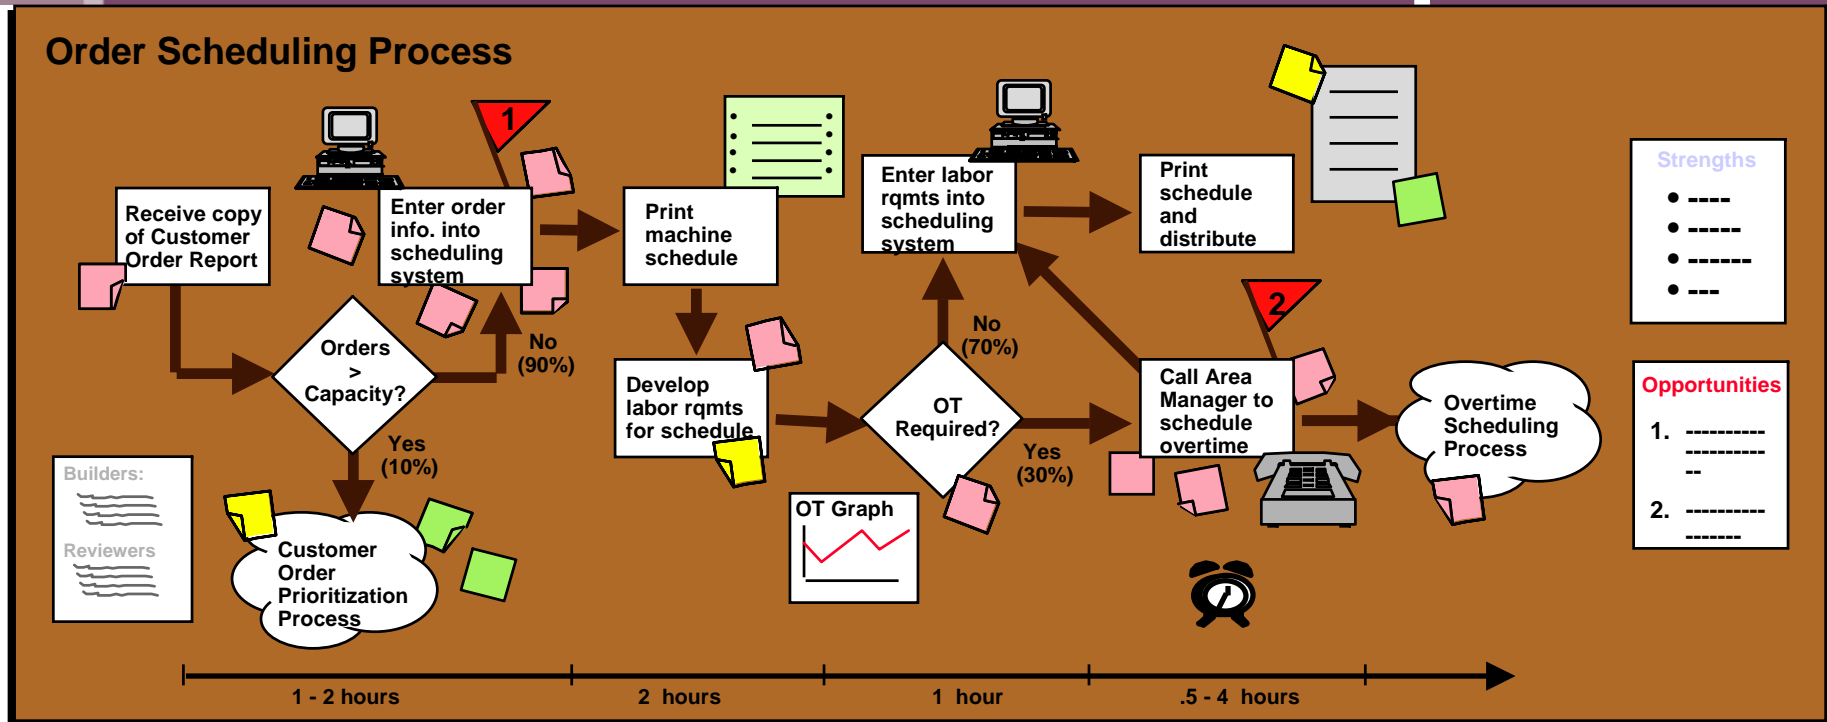 Order Scheduling Process
1
Receive copy
of Customer
Order Report
Enter order
info. into
scheduling
system
Print
machine
schedule
Enter labor
rqmts into
scheduling
system
Print
schedule
and
distribute
Strengths
• ----
• -----
• ------
• ---
Orders
>
Capacity?
No
(90%)
Yes
(10%)
Develop
labor rqmts
for schedule
OT
Required?
No
(70%)
Yes
(30%)
2
Call Area
Manager to
schedule
overtime
Overtime
Scheduling
Process
Opportunities
1. ----------
----------
--
2. ----------
-------
Builders:
Reviewers
Customer
Order
Prioritization
Process
OT Graph
1 - 2 hours
2 hours
1 hour
.5 - 4 hours